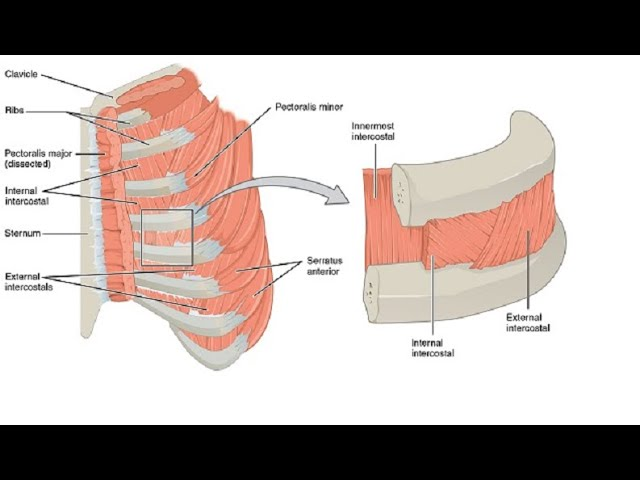 Clavicle
Ribs
Pectoralis major
(dissected)
Internal
intercostal
Sternum
External
intercostals
Pectoralis minor
Serratus
anterior
Innermost
intercostal
Internal
intercostal
External
intercostal